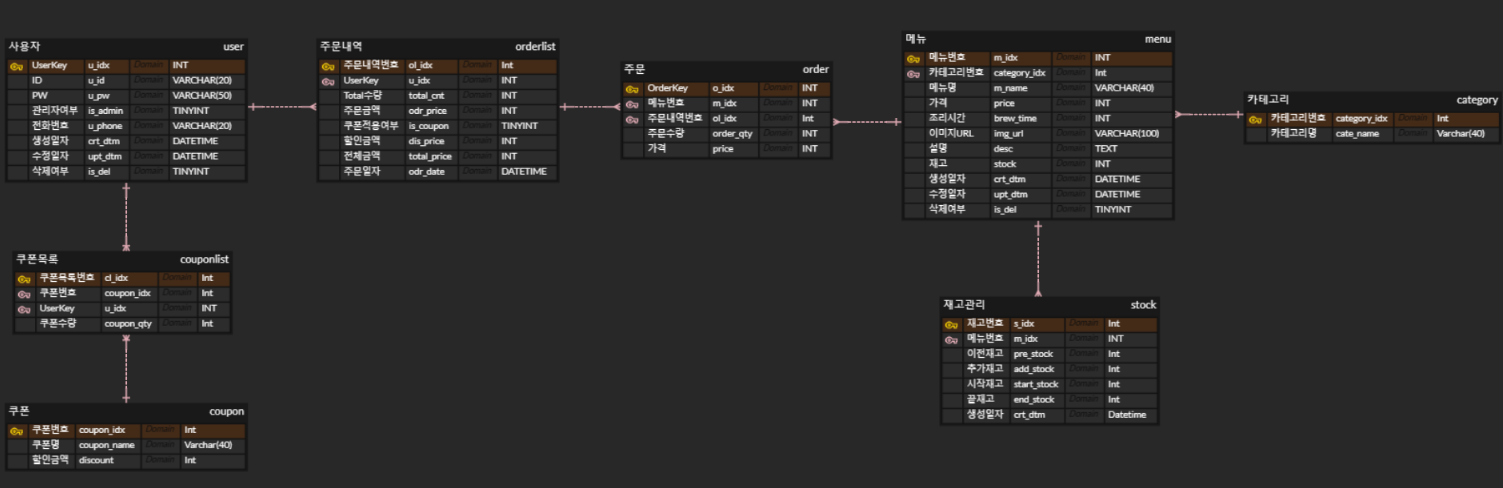 사용자 user
UserKey u_idx Domain INT
ID u_id Domain VARCHAR(20)
PW u_pw Domain VARCHAR(50)
관리자여부 is_admin Domain TINYINT
전화번호 u_phone Domain VARCHAR(20)
생성일자 crt_dtm Domain DATETIME
수정일자 upt_dtm Domain DATETIME
삭제여부 is_del Domain TINYINT
주문내역 orderlist
주문내역번호 ol_idx Domain Int
UserKey u_idx Domain INT
Total수량 total_cnt Domain INT
주문금액 odr_price Domain INT
쿠폰적용여부 is_coupon Domain TINYINT
할인금액 dis_price Domain INT
전체금액 total_price Domain INT
주문일자 odr_date Domain DATETIME
주문 order
OrderKey o_idx Domain INT
메뉴번호 m_idx Domain INT
주문내역번호 ol_idx Domain Int
주문수량 order_qty Domain INT
가격 price Domain INT
메뉴 menu
메뉴번호 m_idx Domain INT
카테고리번호 category_idx Domain Int
메뉴명 m_name Domain VARCHAR(40)
가격 price Domain INT
조리시간 brew_time Domain INT
이미지URL img_url Domain VARCHAR(100)
설명 desc Domain TEXT
재고 stock Domain INT
생성일자 crt_dtm Domain DATETIME
수정일자 upt_dtm Domain DATETIME
삭제여부 is_del Domain TINYINT
카테고리 category
카테고리번호 category_idx Domain Int
카테고리명 cate_name Domain Varchar(40)
쿠폰목록 couponlist
쿠폰목록번호 cl_idx Domain Int
쿠폰번호 coupon_idx Domain Int
UserKey u_idx Domain INT
쿠폰수량 coupon_qty Domain Int
재고관리 stock
재고번호 s_idx Domain Int
메뉴번호 m_idx Domain INT
이전재고 pre_stock Domain Int
추가재고 add_stock Domain Int
시작재고 start_stock Domain Int
끝재고 end_stock Domain Int
생성일자 crt_dtm Domain Datetime
쿠폰 coupon
쿠폰번호 coupon_idx Domain Int
쿠폰명 coupon_name Domain Varchar(40)
할인금액 discount Domain Int